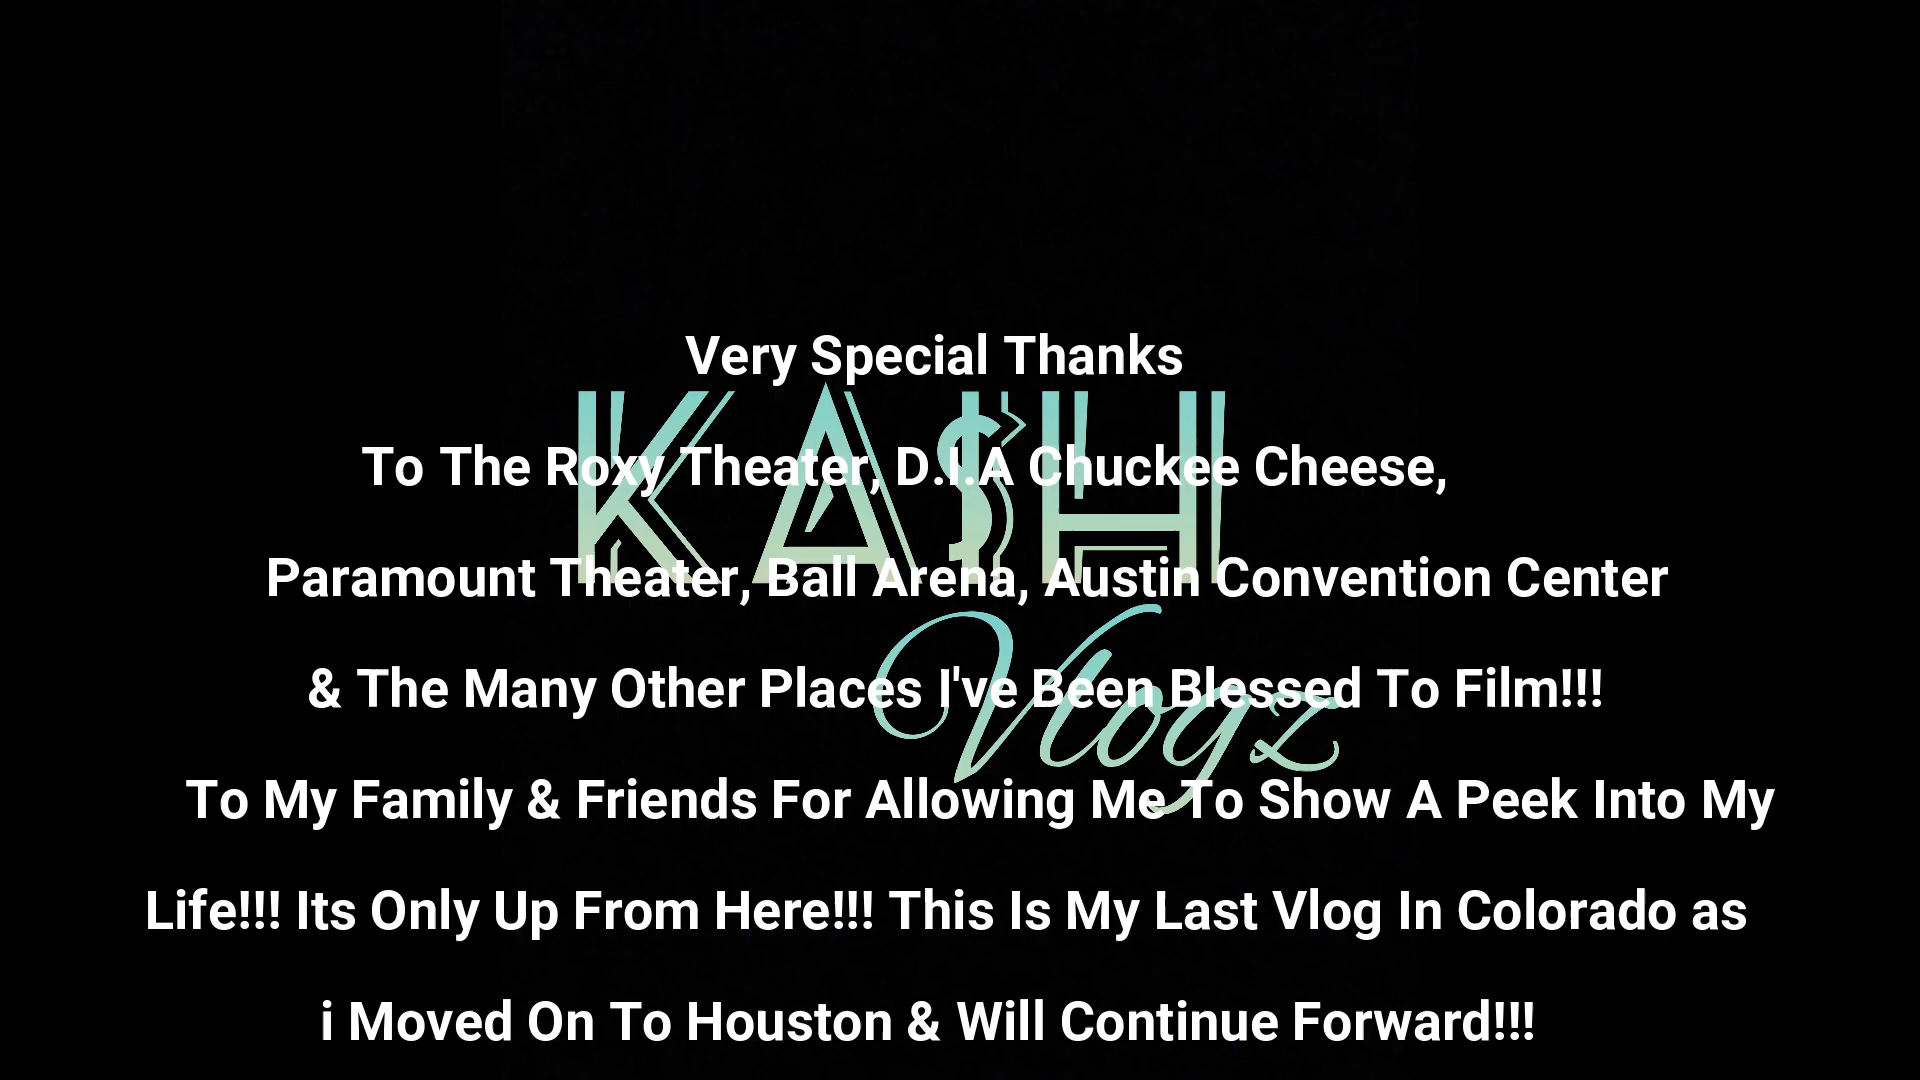 Very Special Thanks
KASH
To The Roxy Theater, D.I.A Chuckee Cheese,
Paramount Theater, Ball Arena, Austin Convention Center
Vlogz
& The Many Other Places I've Been Blessed To Film!!!
To My Family & Friends For Allowing Me To Show A Peek Into My
Life!!! Its Only Up From Here!!! This Is My Last Vlog In Colorado as
i Moved On To Houston & Will Continue Forward!!!